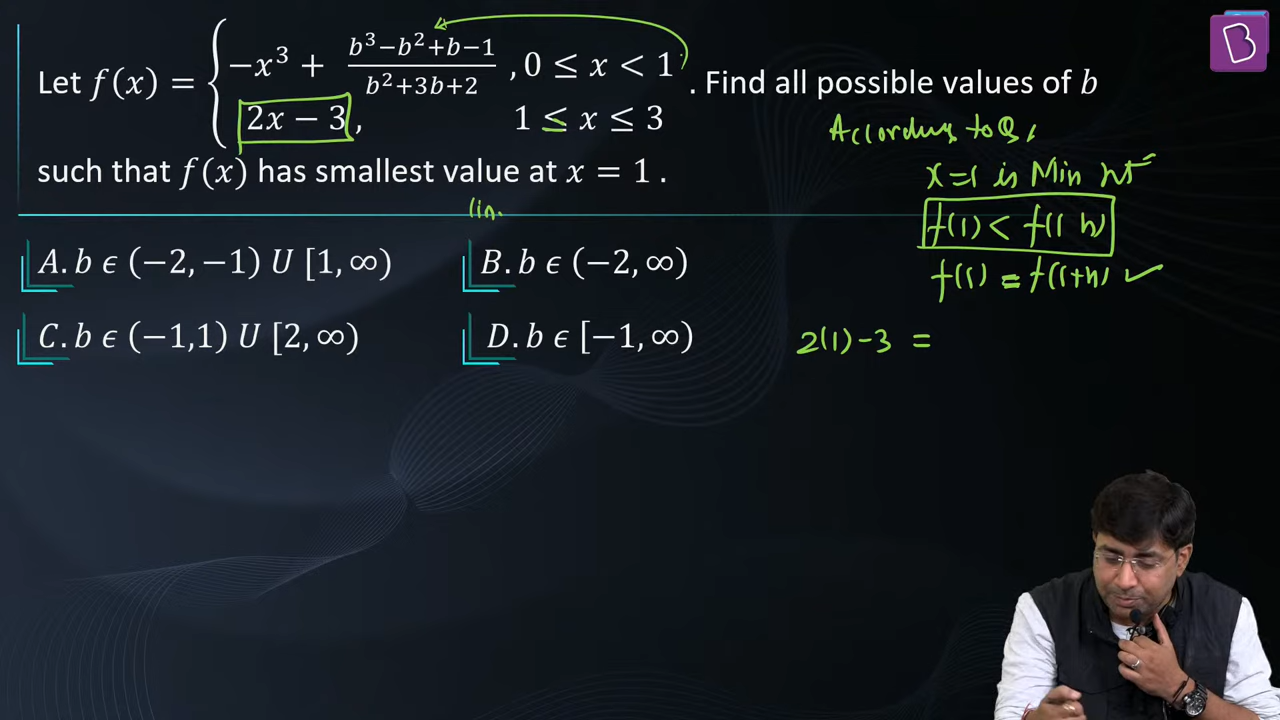 Let f(x) = { −x³ + (b³−b²+b−1)/(b²+3b+2) , 0 ≤ x < 1
2x − 3, 1 ≤ x ≤ 3 . Find all possible values of b
such that f(x) has smallest value at x = 1 .
According to Q,
x=1 is Min
f(1) < f(1 h)
f(1) = f(1+h) ✓
lin.
A. b ϵ (−2, −1) U [1, ∞)
B. b ϵ (−2, ∞)
C. b ϵ (−1,1) U [2, ∞)
D. b ϵ [−1, ∞)
2(1) −3 =
B